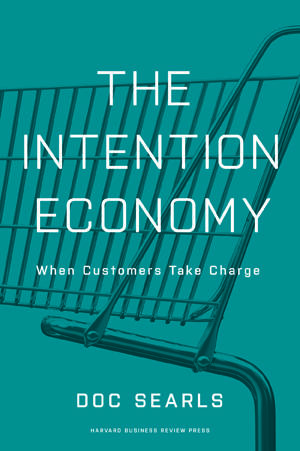 THE
INTENTION
ECONOMY
When Customers Take Charge
DOC SEARLS
HARVARD BUSINESS REVIEW PRESS